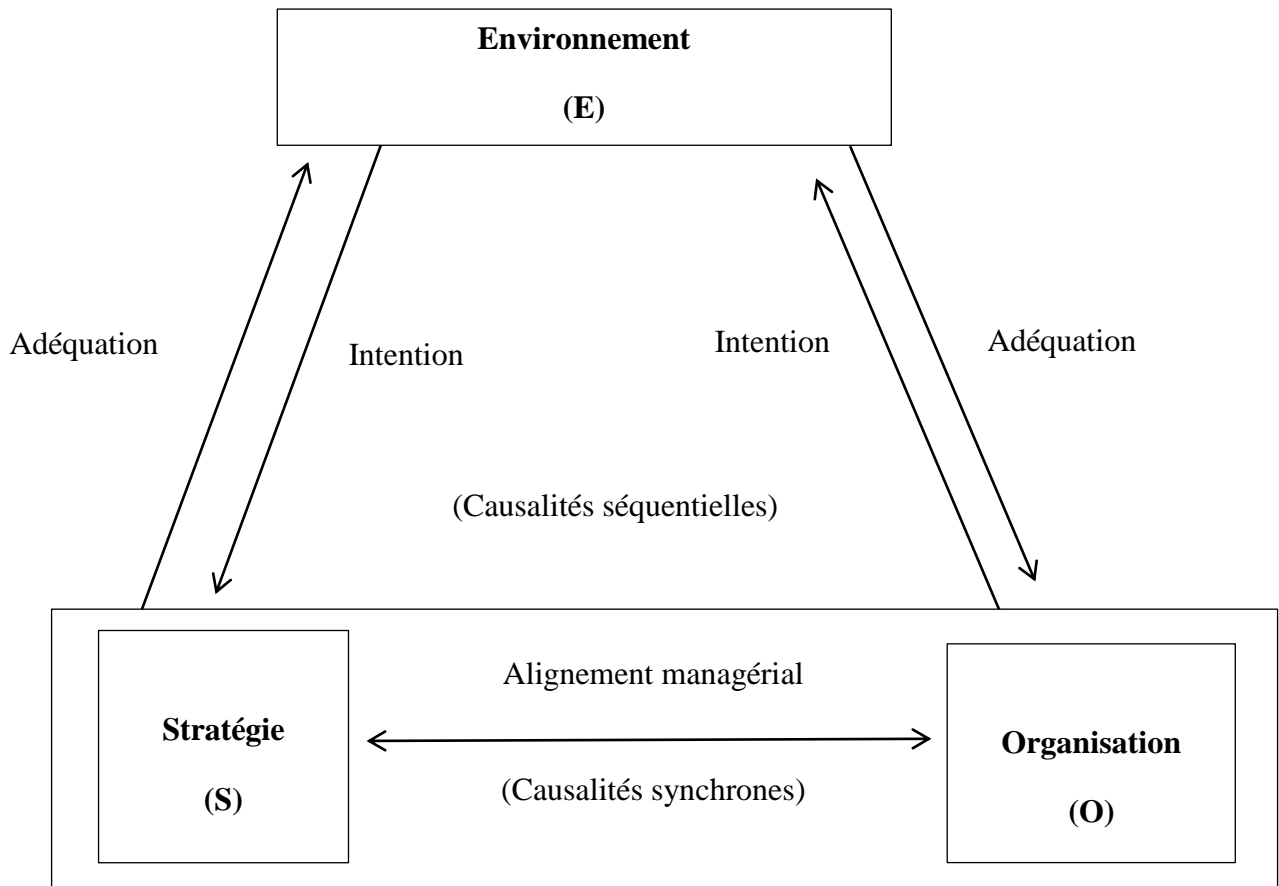 Environnement
(E)
Adéquation
Intention
Intention
Adéquation
(Causalités séquentielles)
Alignement managérial
Stratégie
(S)
(Causalités synchrones)
Organisation
(O)